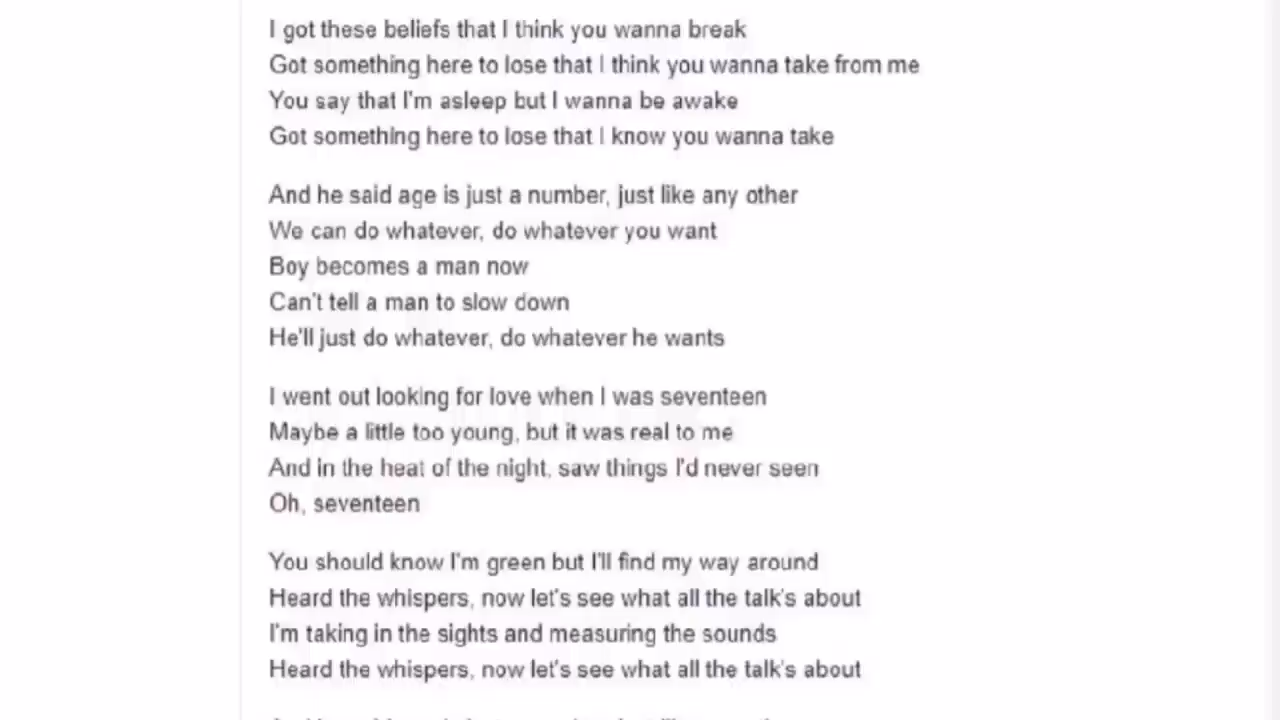 I got these beliefs that I think you wanna break
Got something here to lose that I think you wanna take from me
You say that I'm asleep but I wanna be awake
Got something here to lose that I know you wanna take
And he said age is just a number, just like any other
We can do whatever, do whatever you want
Boy becomes a man now
Can't tell a man to slow down
He'll just do whatever, do whatever he wants
I went out looking for love when I was seventeen
Maybe a little too young, but it was real to me
And in the heat of the night, saw things I'd never seen
Oh, seventeen
You should know I'm green but I'll find my way around
Heard the whispers, now let's see what all the talk's about
I'm taking in the sights and measuring the sounds
Heard the whispers, now let's see what all the talk's about